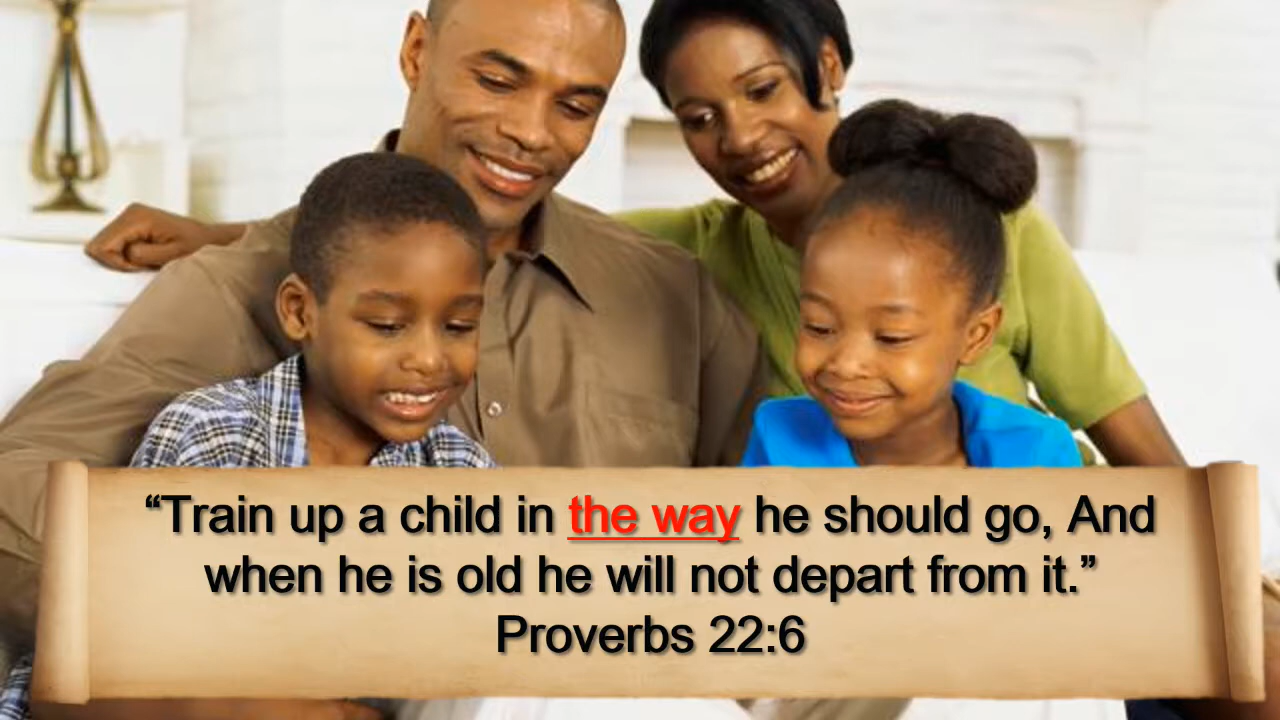 “Train up a child in the way he should go, And
when he is old he will not depart from it.”
Proverbs 22:6